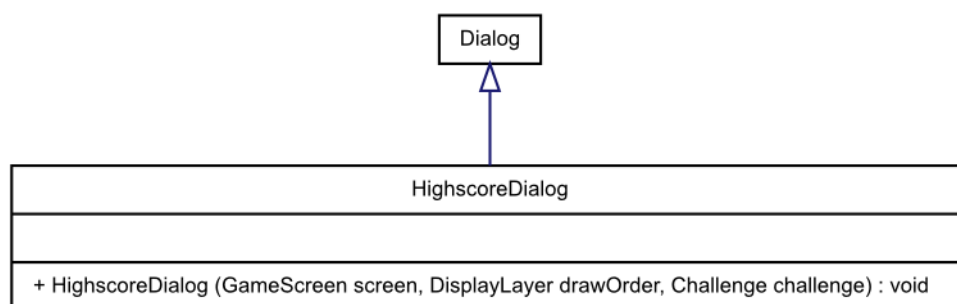 Dialog
HighscoreDialog
+ HighscoreDialog (GameScreen screen, DisplayLayer drawOrder, Challenge challenge) : void